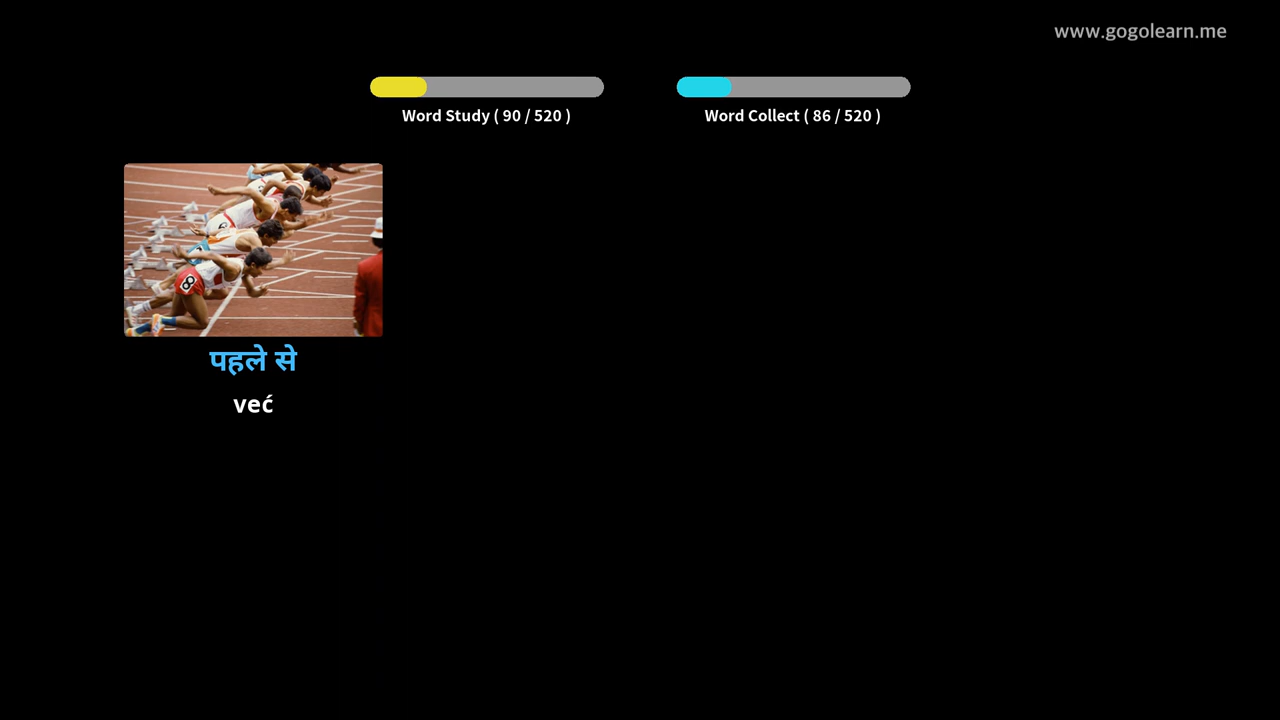 www.gogolearn.me
Word Study ( 90 / 520 )
Word Collect ( 86 / 520 )
8
पहले से
već